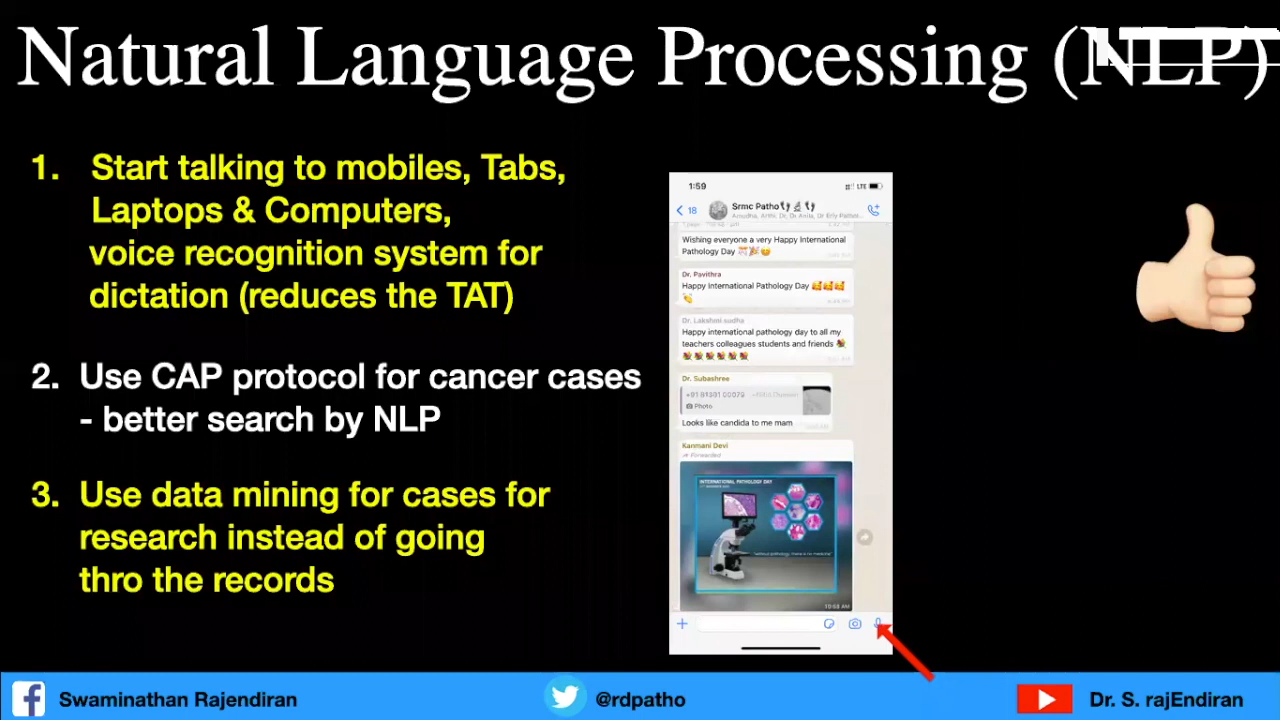 Natural Language Processing (NLP)
1. Start talking to mobiles, Tabs,
Laptops & Computers,
voice recognition system for
dictation (reduces the TAT)
2. Use CAP protocol for cancer cases
- better search by NLP
3. Use data mining for cases for
research instead of going
thro the records
1:59
LTE
18
Srmc Patho
Wishing everyone a very Happy International
Pathology Day
Dr. Pavithra
Happy International Pathology Day
Dr. Lakshmi sudha
Happy international pathology day to all my
teachers colleagues students and friends
Dr. Subashree
Photo
Looks like candida to me mam
Kanmani Devi
Forwarded
INTERNATIONAL PATHOLOGY DAY
10:58 AM
Swaminathan Rajendiran
@rdpatho
Dr. S. rajEndiran